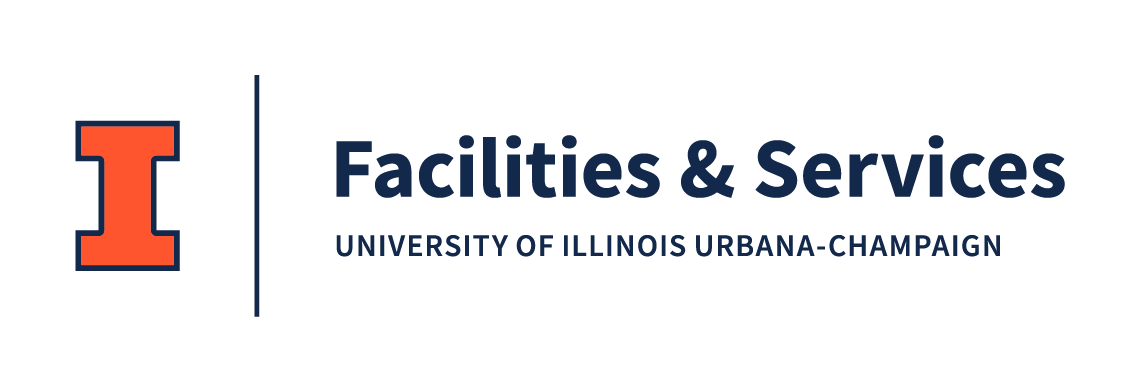 I
Facilities & Services
UNIVERSITY OF ILLINOIS URBANA-CHAMPAIGN